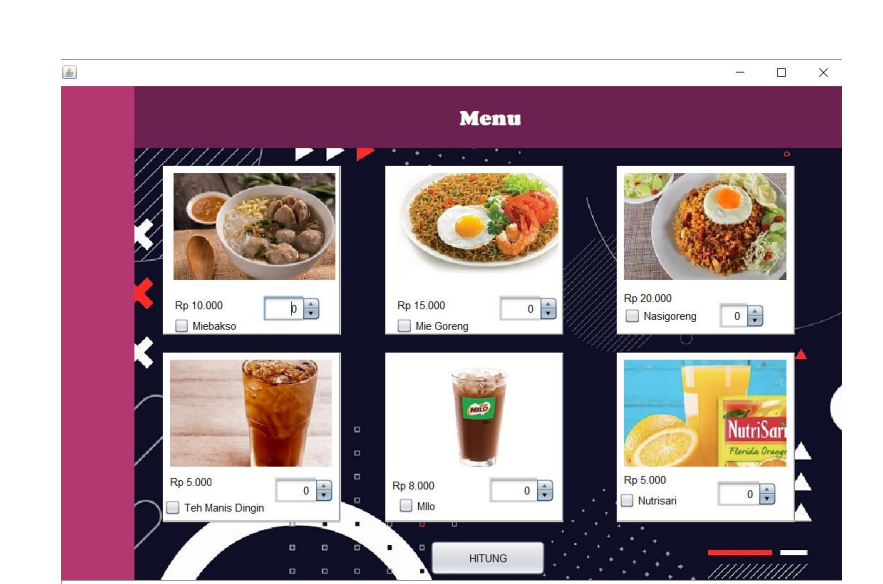 Menu
Rp 10.000
0
Miebakso
Rp 15.000
0
Mie Goreng
Rp 20.000
Nasigoreng
0
Rp 5.000
0
Teh Manis Dingin
MILO
Rp 8.000
0
MIlo
NutriSari
Florida Orange
Rp 5.000
0
Nutrisari
HITUNG